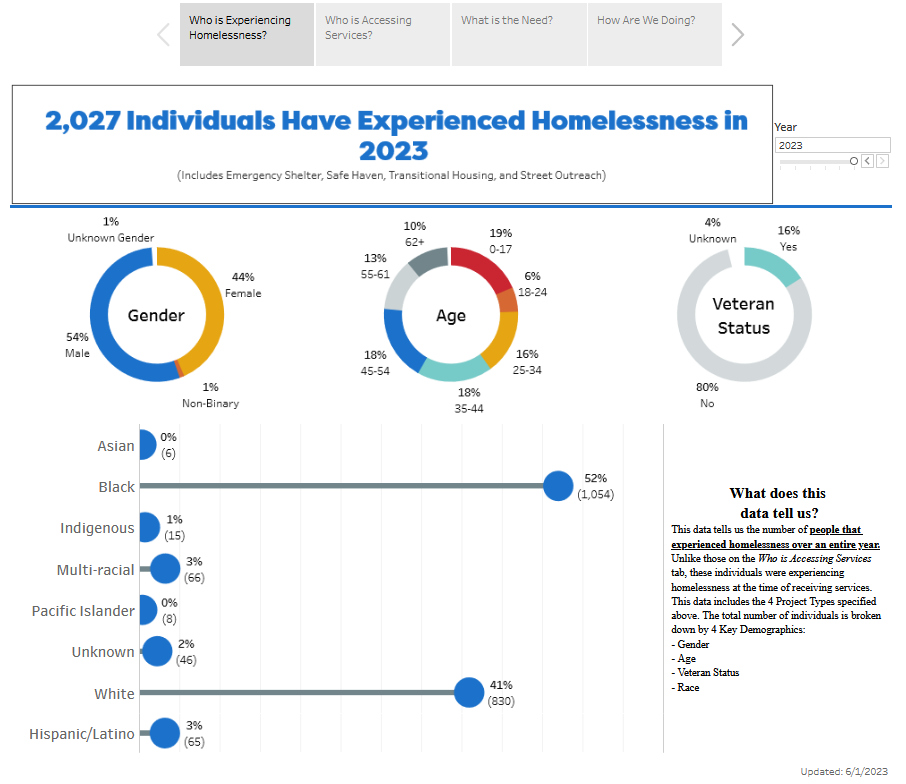 Who is Experiencing
Homelessness?
Who is Accessing
Services?
What is the Need?
How Are We Doing?
2,027 Individuals Have Experienced Homelessness in
2023
(Includes Emergency Shelter, Safe Haven, Transitional Housing, and Street Outreach)
Year
2023
1%
Unknown Gender
44%
Female
Gender
54%
Male
1%
Non-Binary
10%
62+
19%
0-17
13%
55-61
6%
18-24
Age
18%
45-54
16%
25-34
18%
35-44
4%
Unknown
16%
Yes
Veteran
Status
80%
No
Asian
0%
(6)
Black
52%
(1,054)
Indigenous
1%
(15)
Multi-racial
3%
(66)
Pacific Islander
0%
(8)
Unknown
2%
(46)
White
41%
(830)
Hispanic/Latino
3%
(65)
What does this
data tell us?
This data tells us the number of people that
experienced homelessness over an entire year.
Unlike those on the Who is Accessing Services
tab, these individuals were experiencing
homelessness at the time of receiving services.
This data includes the 4 Project Types specified
above. The total number of individuals is broken
down by 4 Key Demographics:
- Gender
- Age
- Veteran Status
- Race
Updated: 6/1/2023